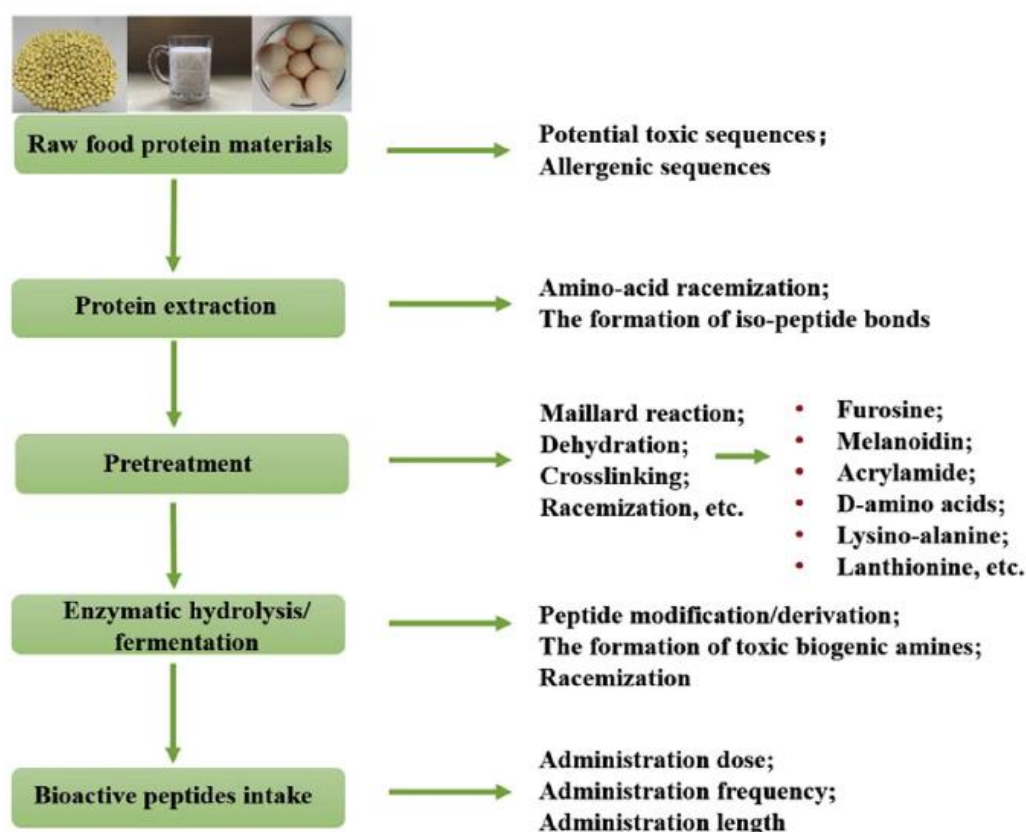 Raw food protein materials
Potential toxic sequences;
Allergenic sequences
Protein extraction
Amino-acid racemization;
The formation of iso-peptide bonds
Pretreatment
Maillard reaction;
Dehydration;
Crosslinking;
Racemization, etc.
• Furosine;
• Melanoidin;
• Acrylamide;
• D-amino acids;
• Lysino-alanine;
• Lanthionine, etc.
Enzymatic hydrolysis/
fermentation
Peptide modification/derivation;
The formation of toxic biogenic amines;
Racemization
Bioactive peptides intake
Administration dose;
Administration frequency;
Administration length